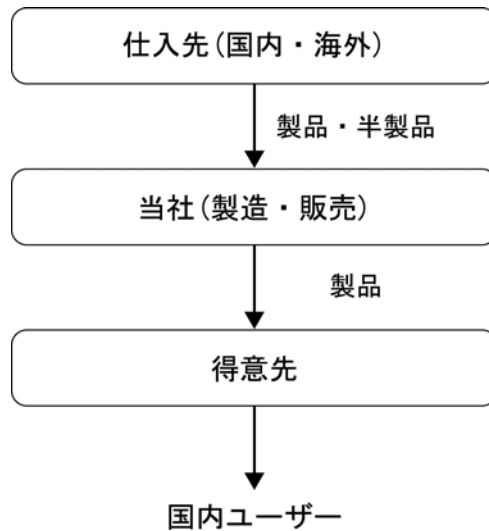 仕入先（国内・海外）
製品・半製品
当社（製造・販売）
製品
得意先
国内ユーザー